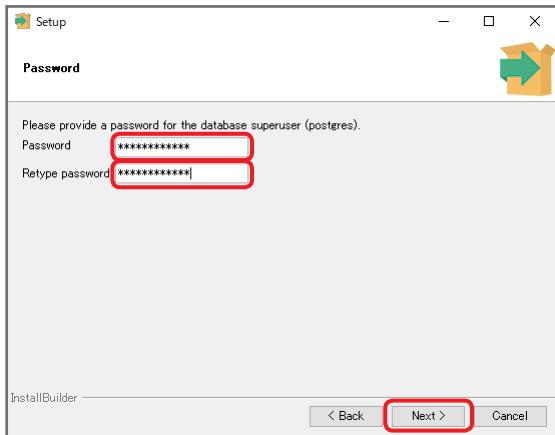 Setup
Password
Please provide a password for the database superuser (postgres).
Password ************
Retype password ************
InstallBuilder
< Back Next > Cancel